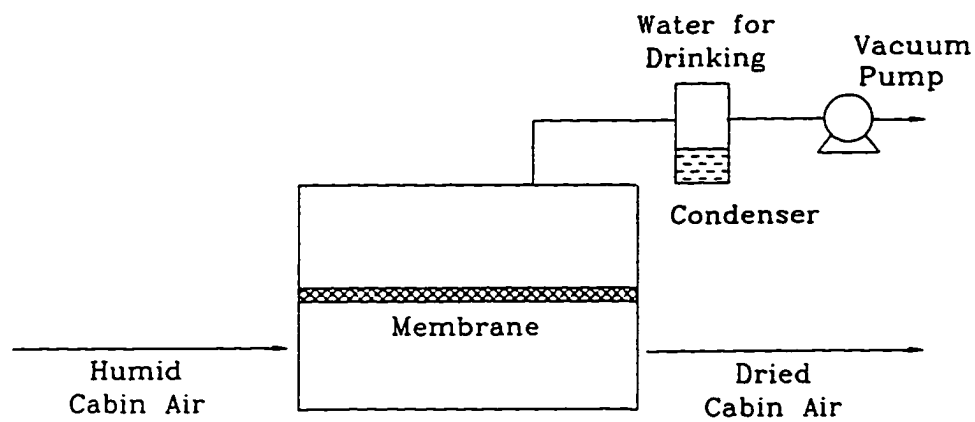 Water for
Drinking
Vacuum
Pump
Condenser
Membrane
Humid
Cabin Air
Dried
Cabin Air